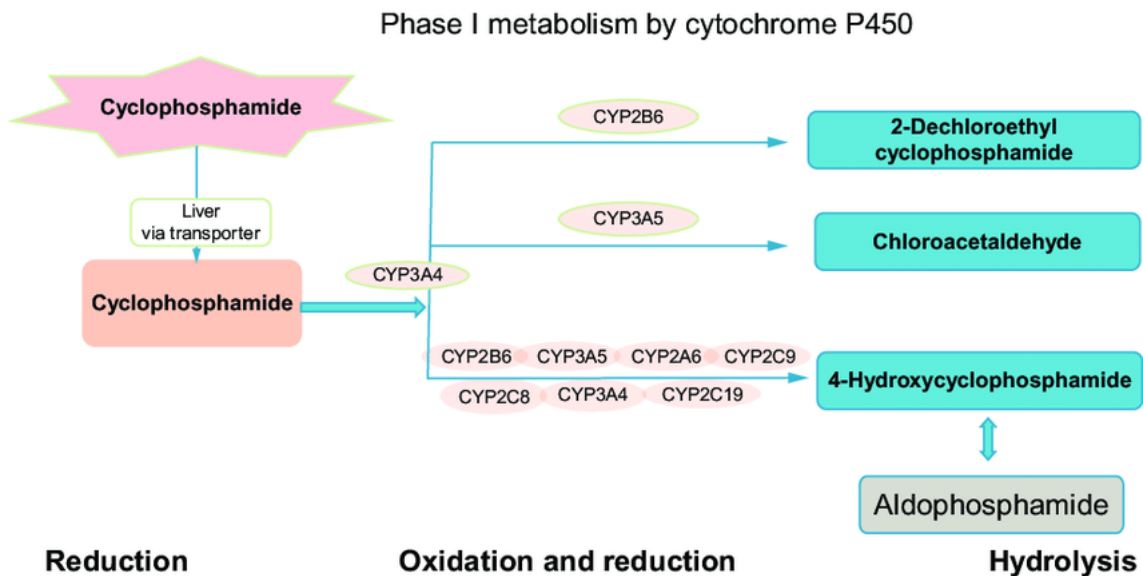 Phase I metabolism by cytochrome P450
Cyclophosphamide
Liver
via transporter
Cyclophosphamide
CYP3A4
CYP2B6
2-Dechloroethyl
cyclophosphamide
CYP3A5
Chloroacetaldehyde
CYP2B6 CYP3A5 CYP2A6 CYP2C9
CYP2C8 CYP3A4 CYP2C19
4-Hydroxycyclophosphamide
Aldophosphamide
Reduction Oxidation and reduction Hydrolysis